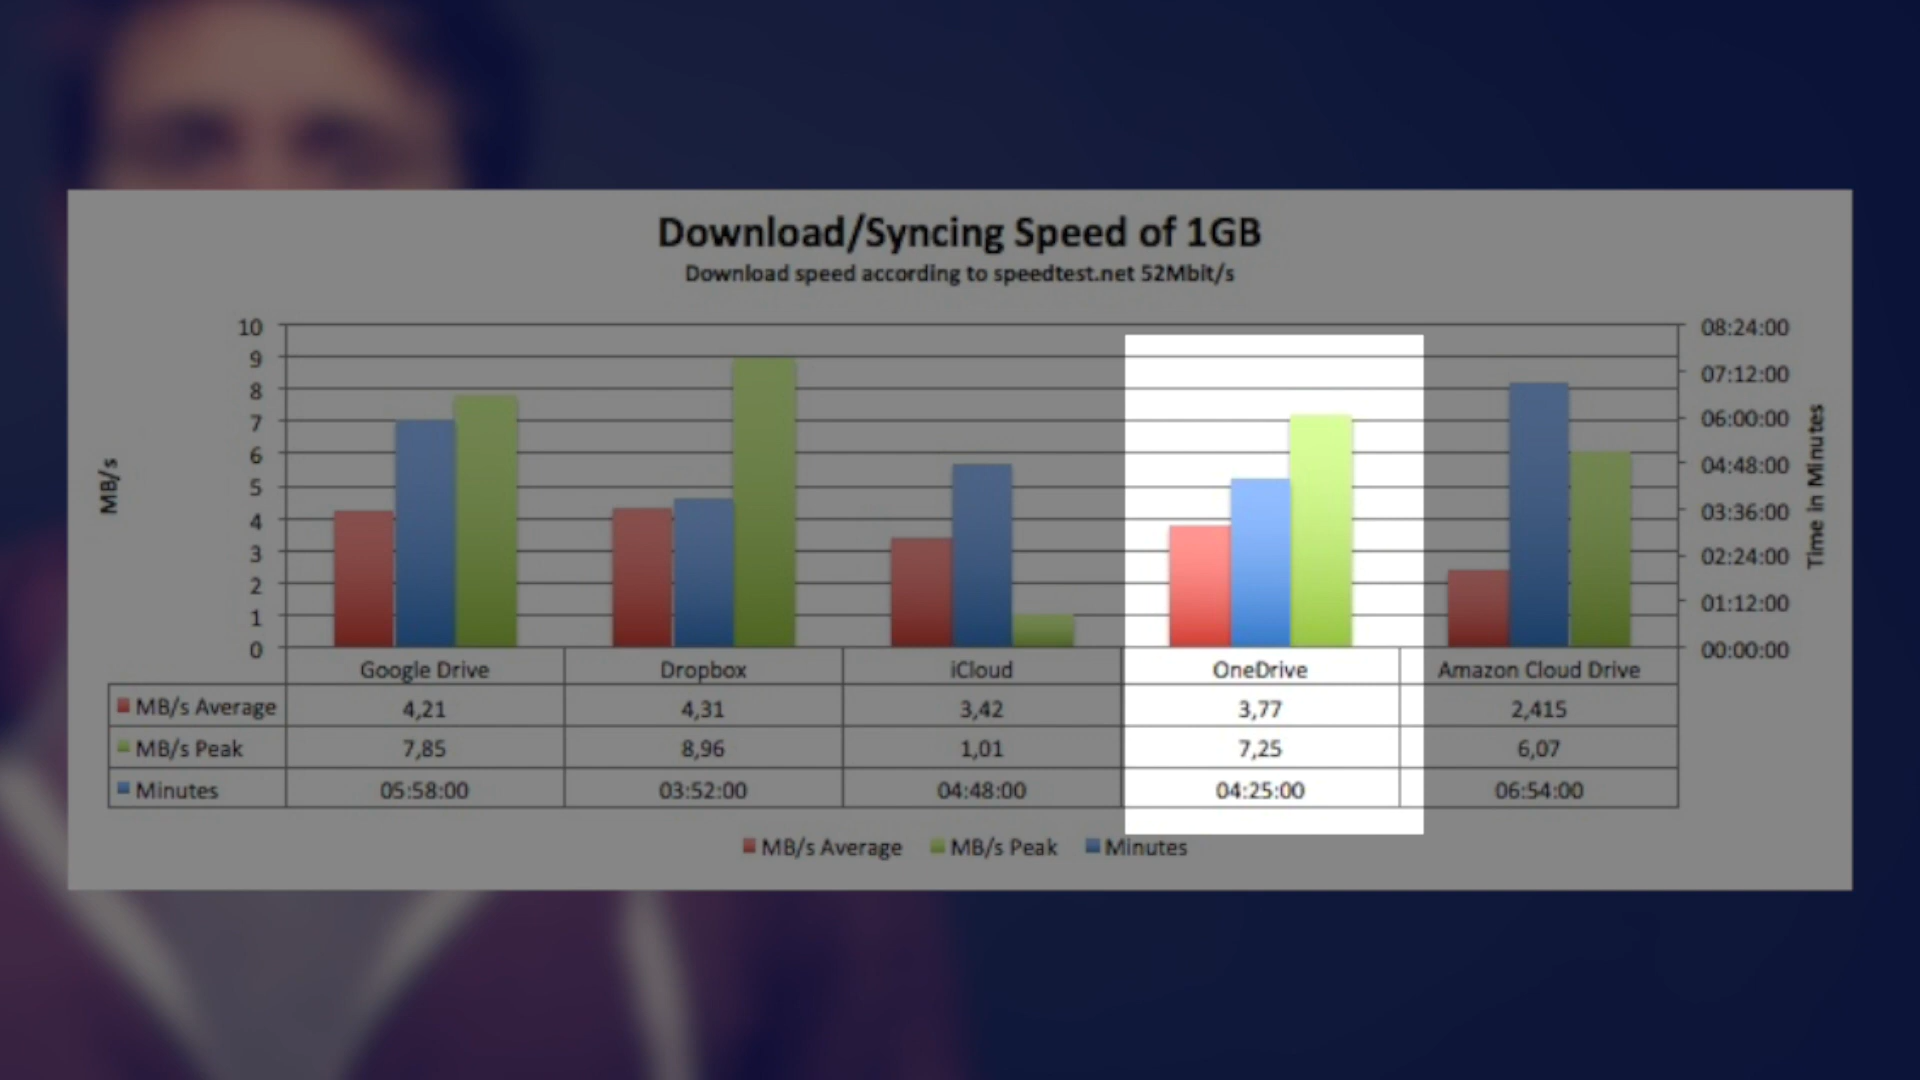 Download/Syncing Speed of 1GB
Download speed according to speedtest.net 52Mbit/s
MB/s
10
9
8
7
6
5
4
3
2
1
0
08:24:00
07:12:00
06:00:00
04:48:00
03:36:00
02:24:00
01:12:00
00:00:00
Time in Minutes
Google Drive Dropbox iCloud OneDrive Amazon Cloud Drive
MB/s Average 4,21 4,31 3,42 3,77 2,415
MB/s Peak 7,85 8,96 1,01 7,25 6,07
Minutes 05:58:00 03:52:00 04:48:00 04:25:00 06:54:00
MB/s Average MB/s Peak Minutes